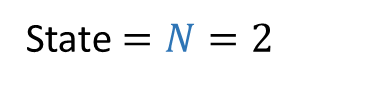 State = N = 2